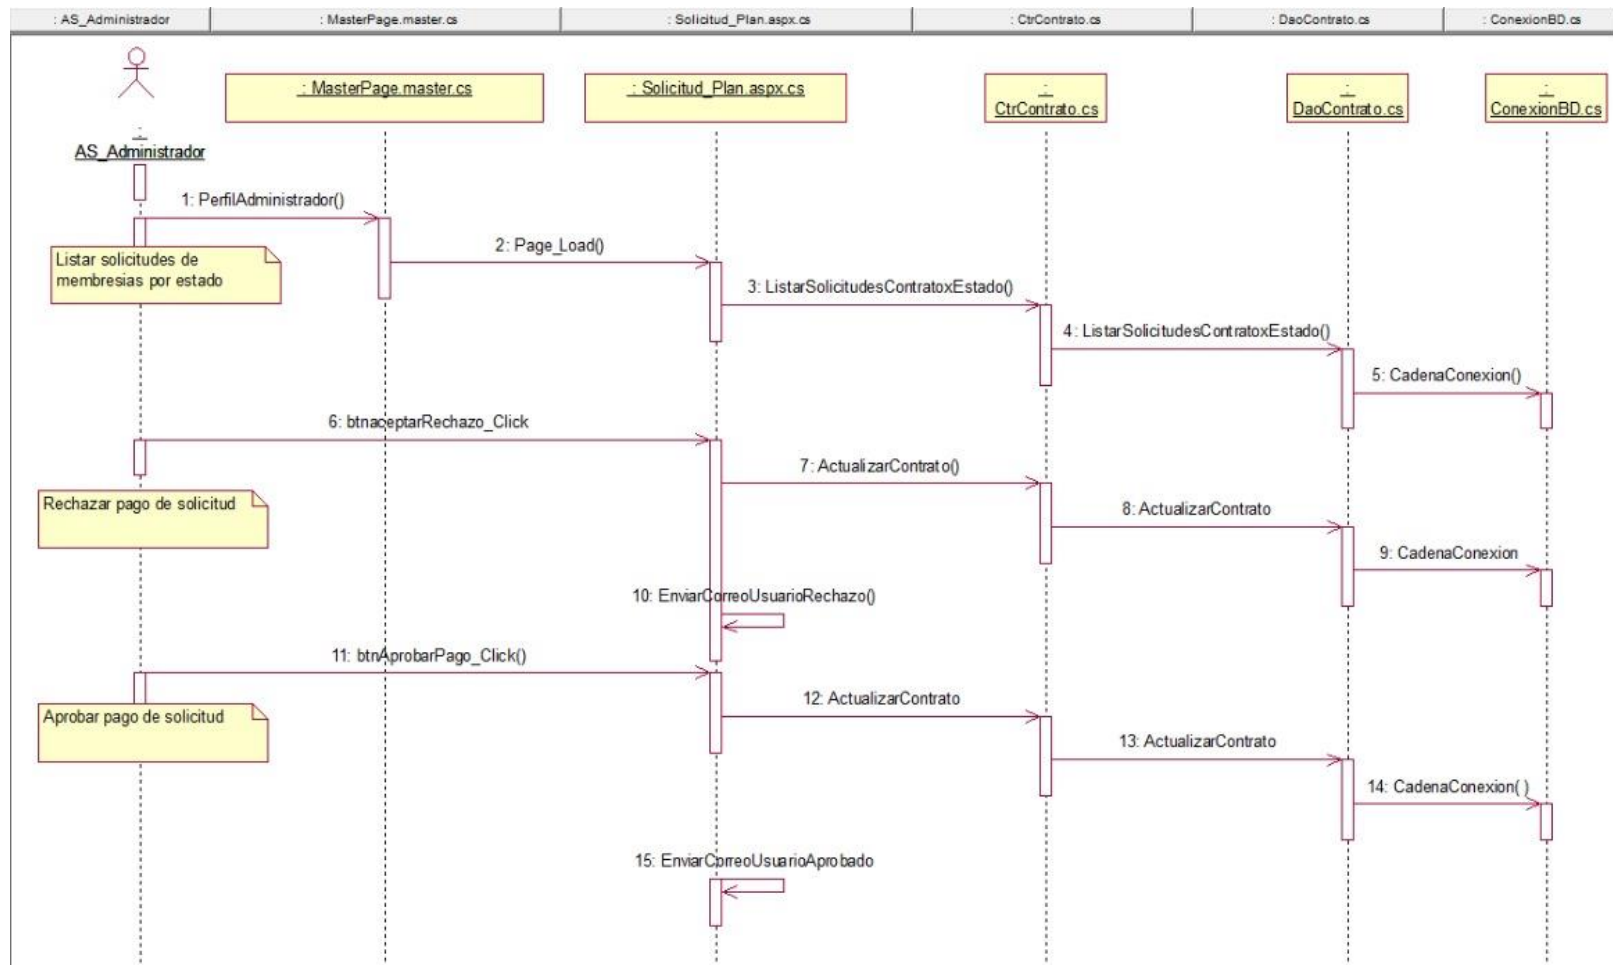 : AS_Administrador
: MasterPage.master.cs
: Solicitud_Plan.aspx.cs
: CtrContrato.cs
: DaoContrato.cs
: ConexionBD.cs
: MasterPage.master.cs
: Solicitud_Plan.aspx.cs
:
CtrContrato.cs
:
DaoContrato.cs
:
ConexionBD.cs
:
AS_Administrador
1: PerfilAdministrador()
2: Page_Load()
Listar solicitudes de
membresias por estado
3: ListarSolicitudesContratoxEstado()
4: ListarSolicitudesContratoxEstado()
5: CadenaConexion()
6: btnaceptarRechazo_Click
7: ActualizarContrato()
Rechazar pago de solicitud
8: ActualizarContrato
9: CadenaConexion
10: EnviarCorreoUsuarioRechazo()
11: btnAprobarPago_Click()
12: ActualizarContrato
Aprobar pago de solicitud
13: ActualizarContrato
14: CadenaConexion( )
15: EnviarCorreoUsuarioAprobado